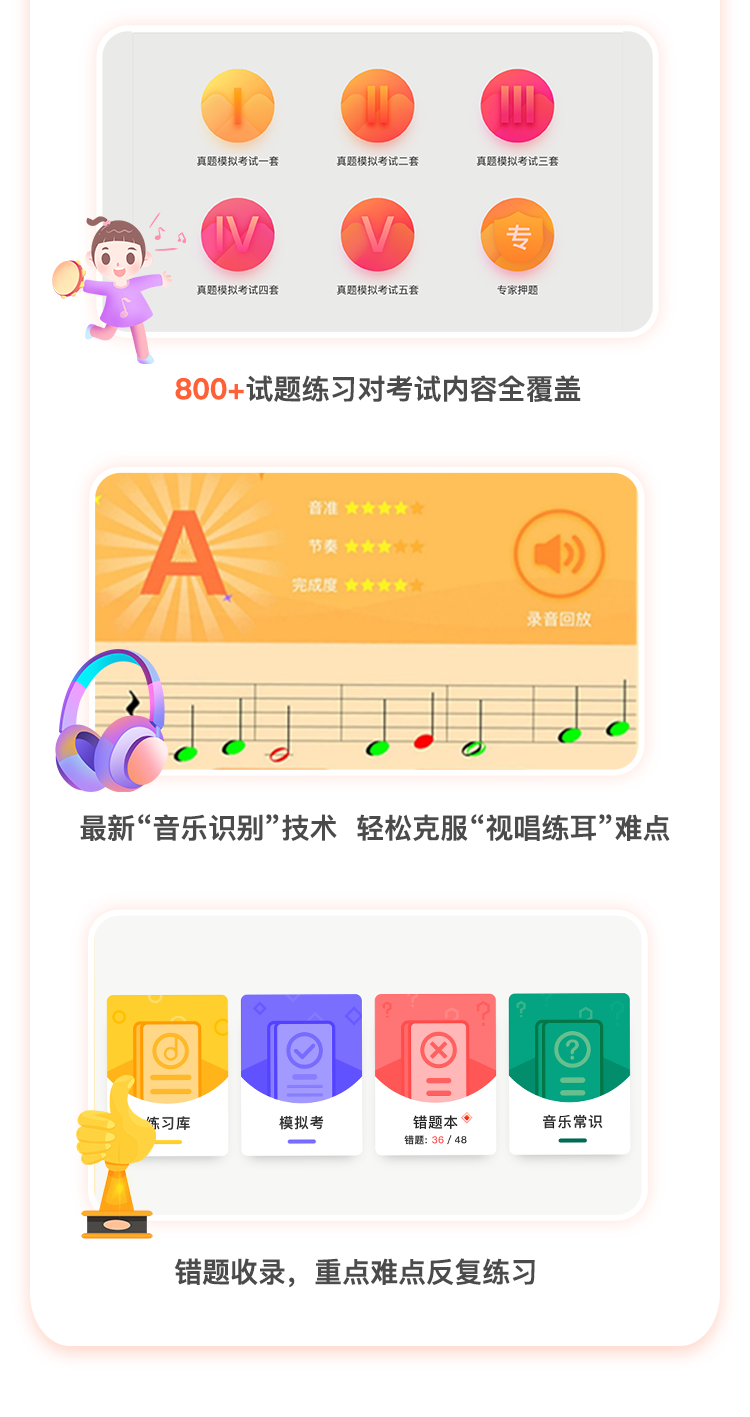 I
II
III
真题模拟考试一套
真题模拟考试二套
真题模拟考试三套
IV
V
专
真题模拟考试四套
真题模拟考试五套
专家押题
800+试题练习对考试内容全覆盖
A
音准
节奏
完成度
录音回放
最新“音乐识别”技术 轻松克服“视唱练耳”难点
练习库
模拟考
错题本
错题: 36 / 48
音乐常识
错题收录，重点难点反复练习